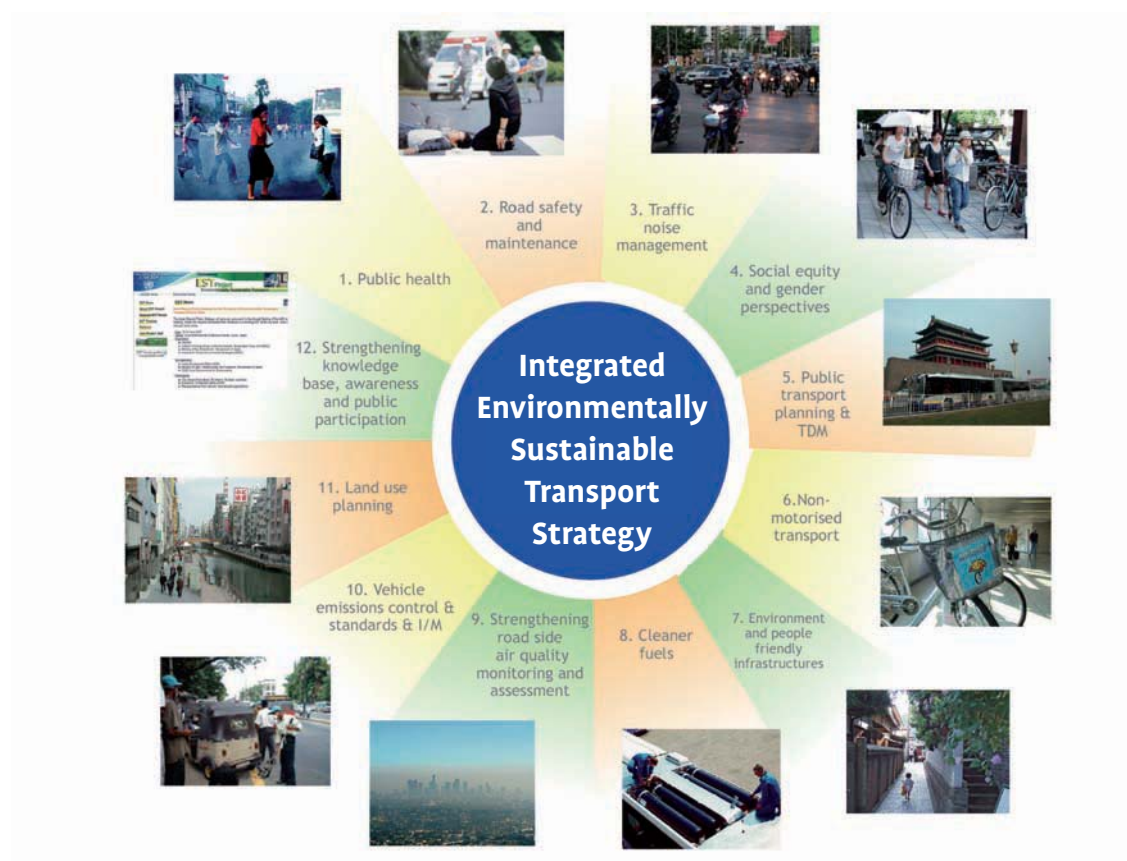 Integrated
Environmentally
Sustainable
Transport
Strategy
1. Public health
2. Road safety
and
maintenance
3. Traffic
noise
management
4. Social equity
and gender
perspectives
5. Public
transport
planning &
TDM
6.Non-
motorised
transport
7. Environment
and people
friendly
infrastructures
8. Cleaner
fuels
9. Strengthening
road side
air quality
monitoring and
assessment
10. Vehicle
emissions control &
standards & I/M
11. Land use
planning
12. Strengthening
knowledge
base, awareness
and public
participation
EST